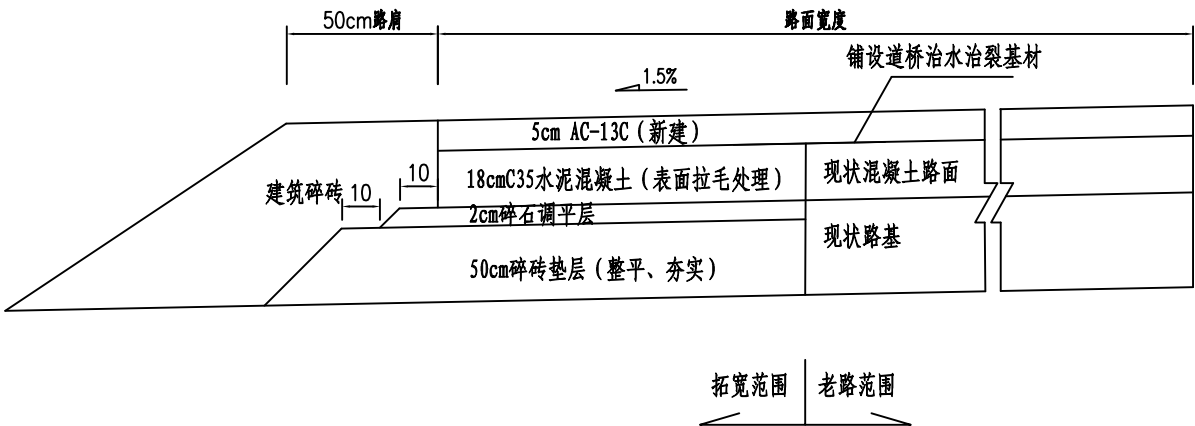 50cm路肩
路面宽度
铺设道桥治水治裂基材
1.5%
5cm AC-13C（新建）
10
18cmC35水泥混凝土（表面拉毛处理）
现状混凝土路面
建筑碎砖
10
2cm碎石调平层
现状路基
50cm碎砖垫层（整平、夯实）
拓宽范围
老路范围